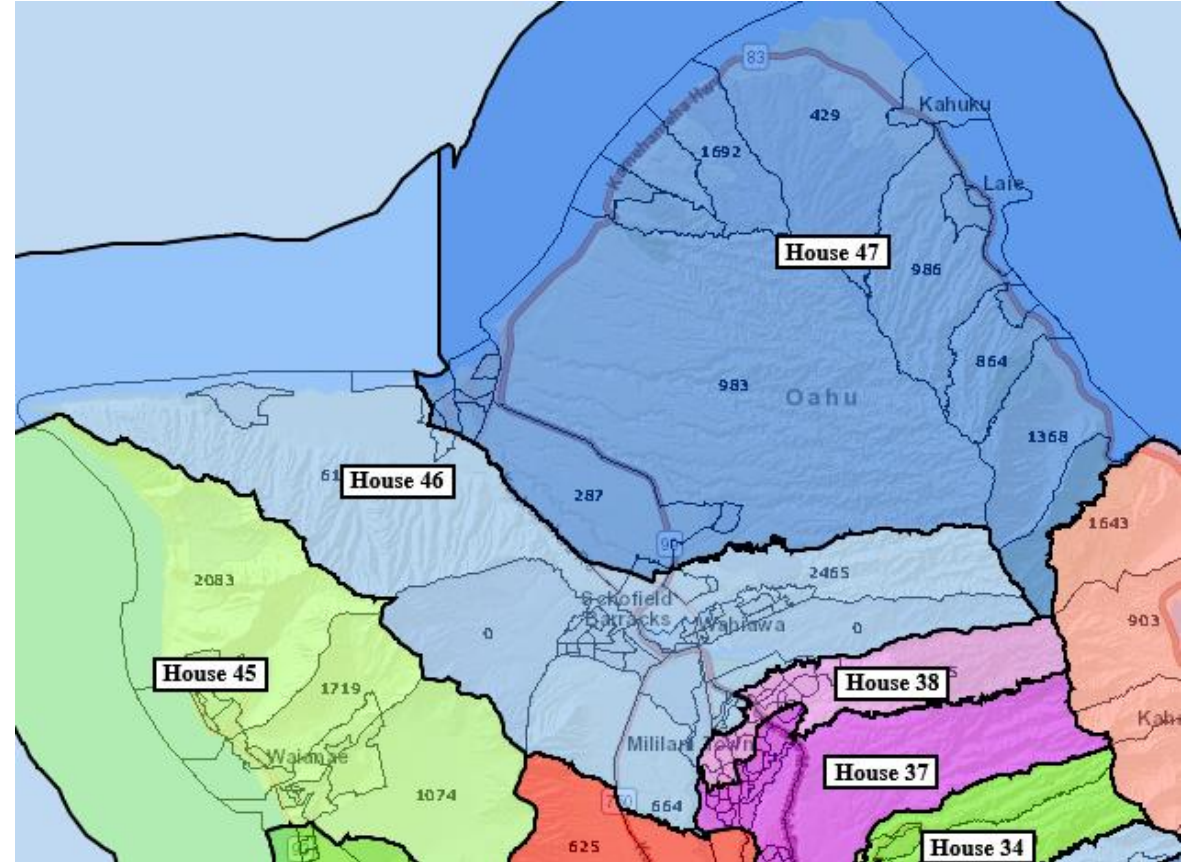 83
Kahuku
429
Kamehameha Hwy
1692
Laie
House 47
986
864
983
Oahu
1368
House 46
287
1643
2465
2083
Schofield
Barracks
Wahiawa
0
0
903
House 45
House 38
1719
Mililani Town
Waianae
House 37
1074
664
625
House 34